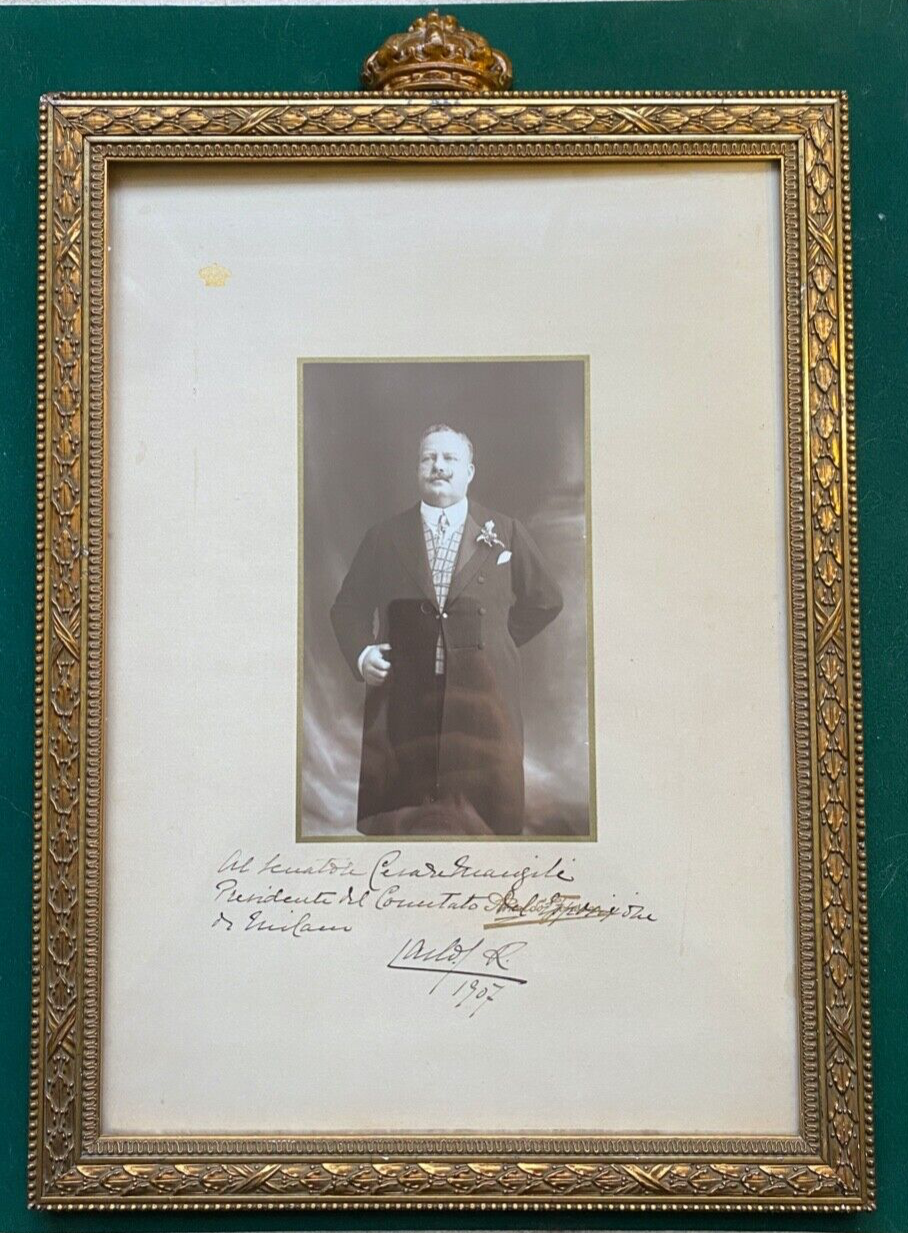 Al Senatore Cesare Mangili
Presidente del Comitato
di Milano
Carlos R.
1907